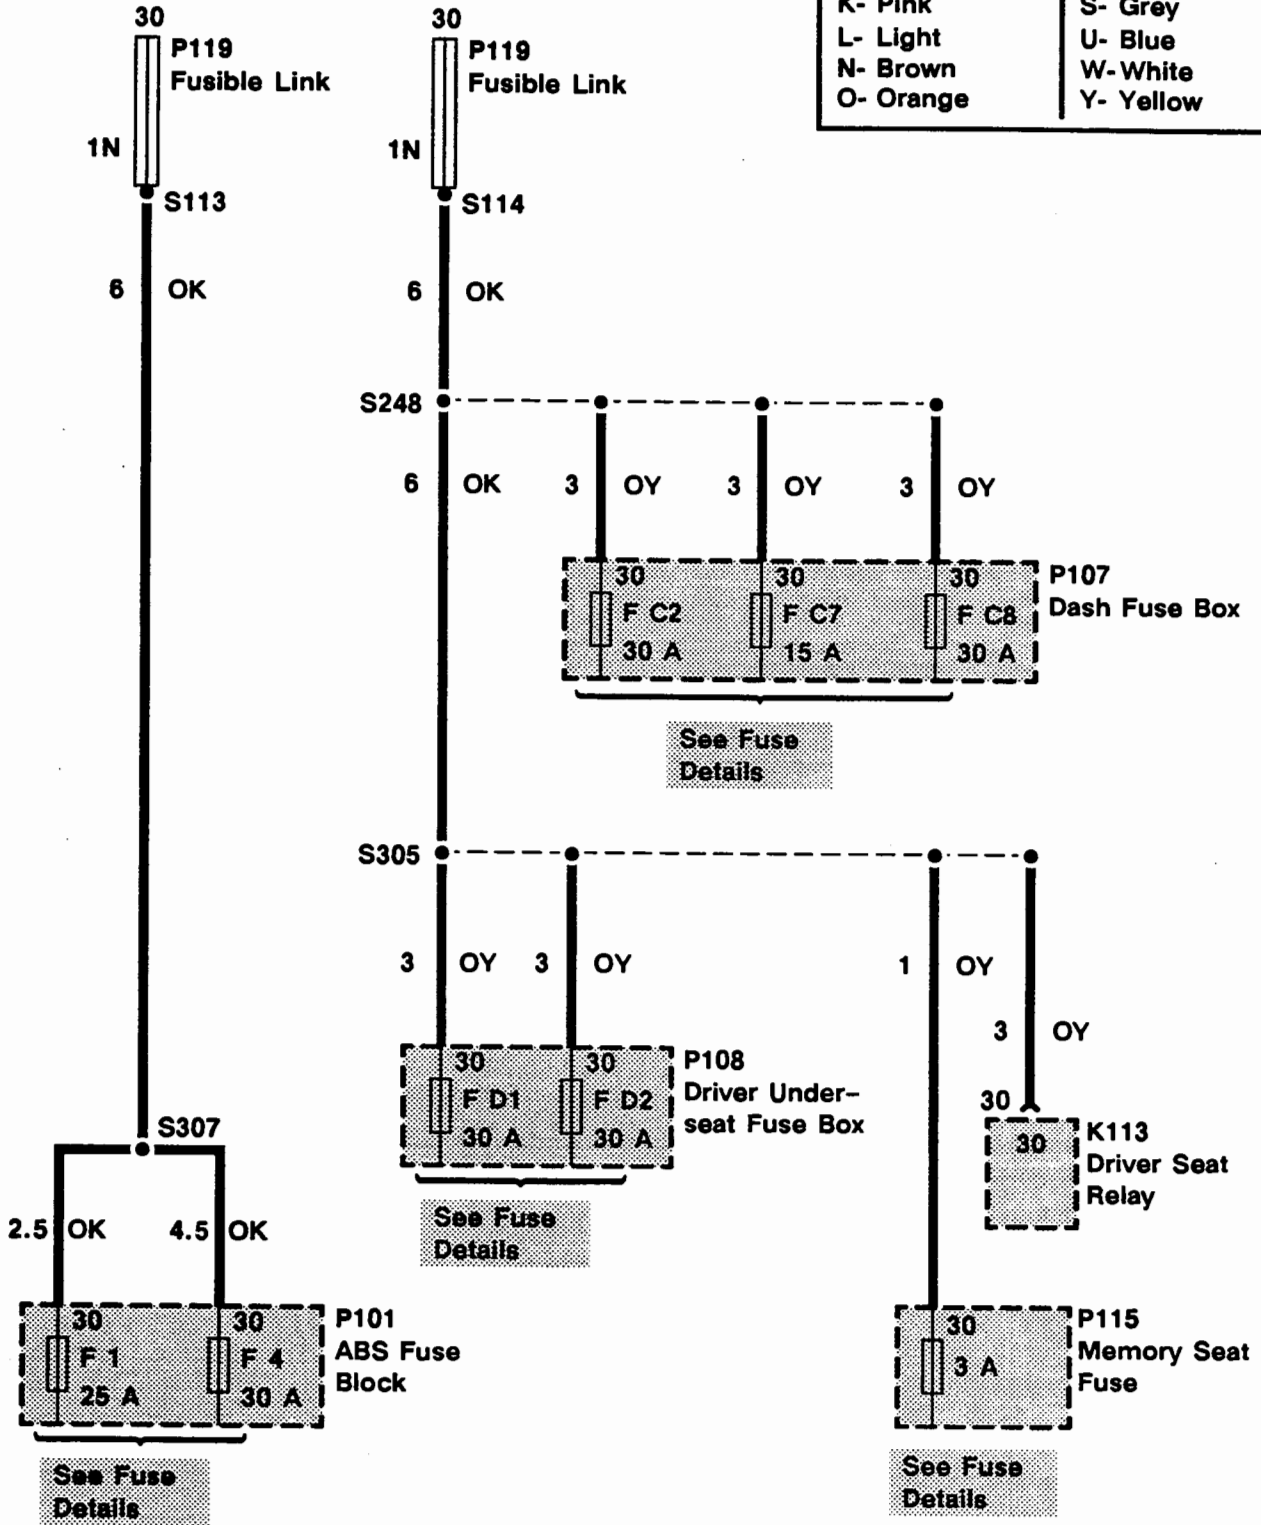 K- Pink
S- Grey
L- Light
U- Blue
N- Brown
W- White
O- Orange
Y- Yellow
30
P119
Fusible Link
1N
S113
6 OK
30
P119
Fusible Link
1N
S114
6 OK
S248
6 OK
3 OY
3 OY
3 OY
30
F C2
30 A
30
F C7
15 A
30
F C8
30 A
P107
Dash Fuse Box
See Fuse
Details
S305
3 OY
3 OY
1 OY
3 OY
30
F D1
30 A
30
F D2
30 A
P108
Driver Under-
seat Fuse Box
See Fuse
Details
30
30
K113
Driver Seat
Relay
S307
2.5 OK
4.5 OK
30
F 1
25 A
30
F 4
30 A
P101
ABS Fuse
Block
See Fuse
Details
30
3 A
P115
Memory Seat
Fuse
See Fuse
Details